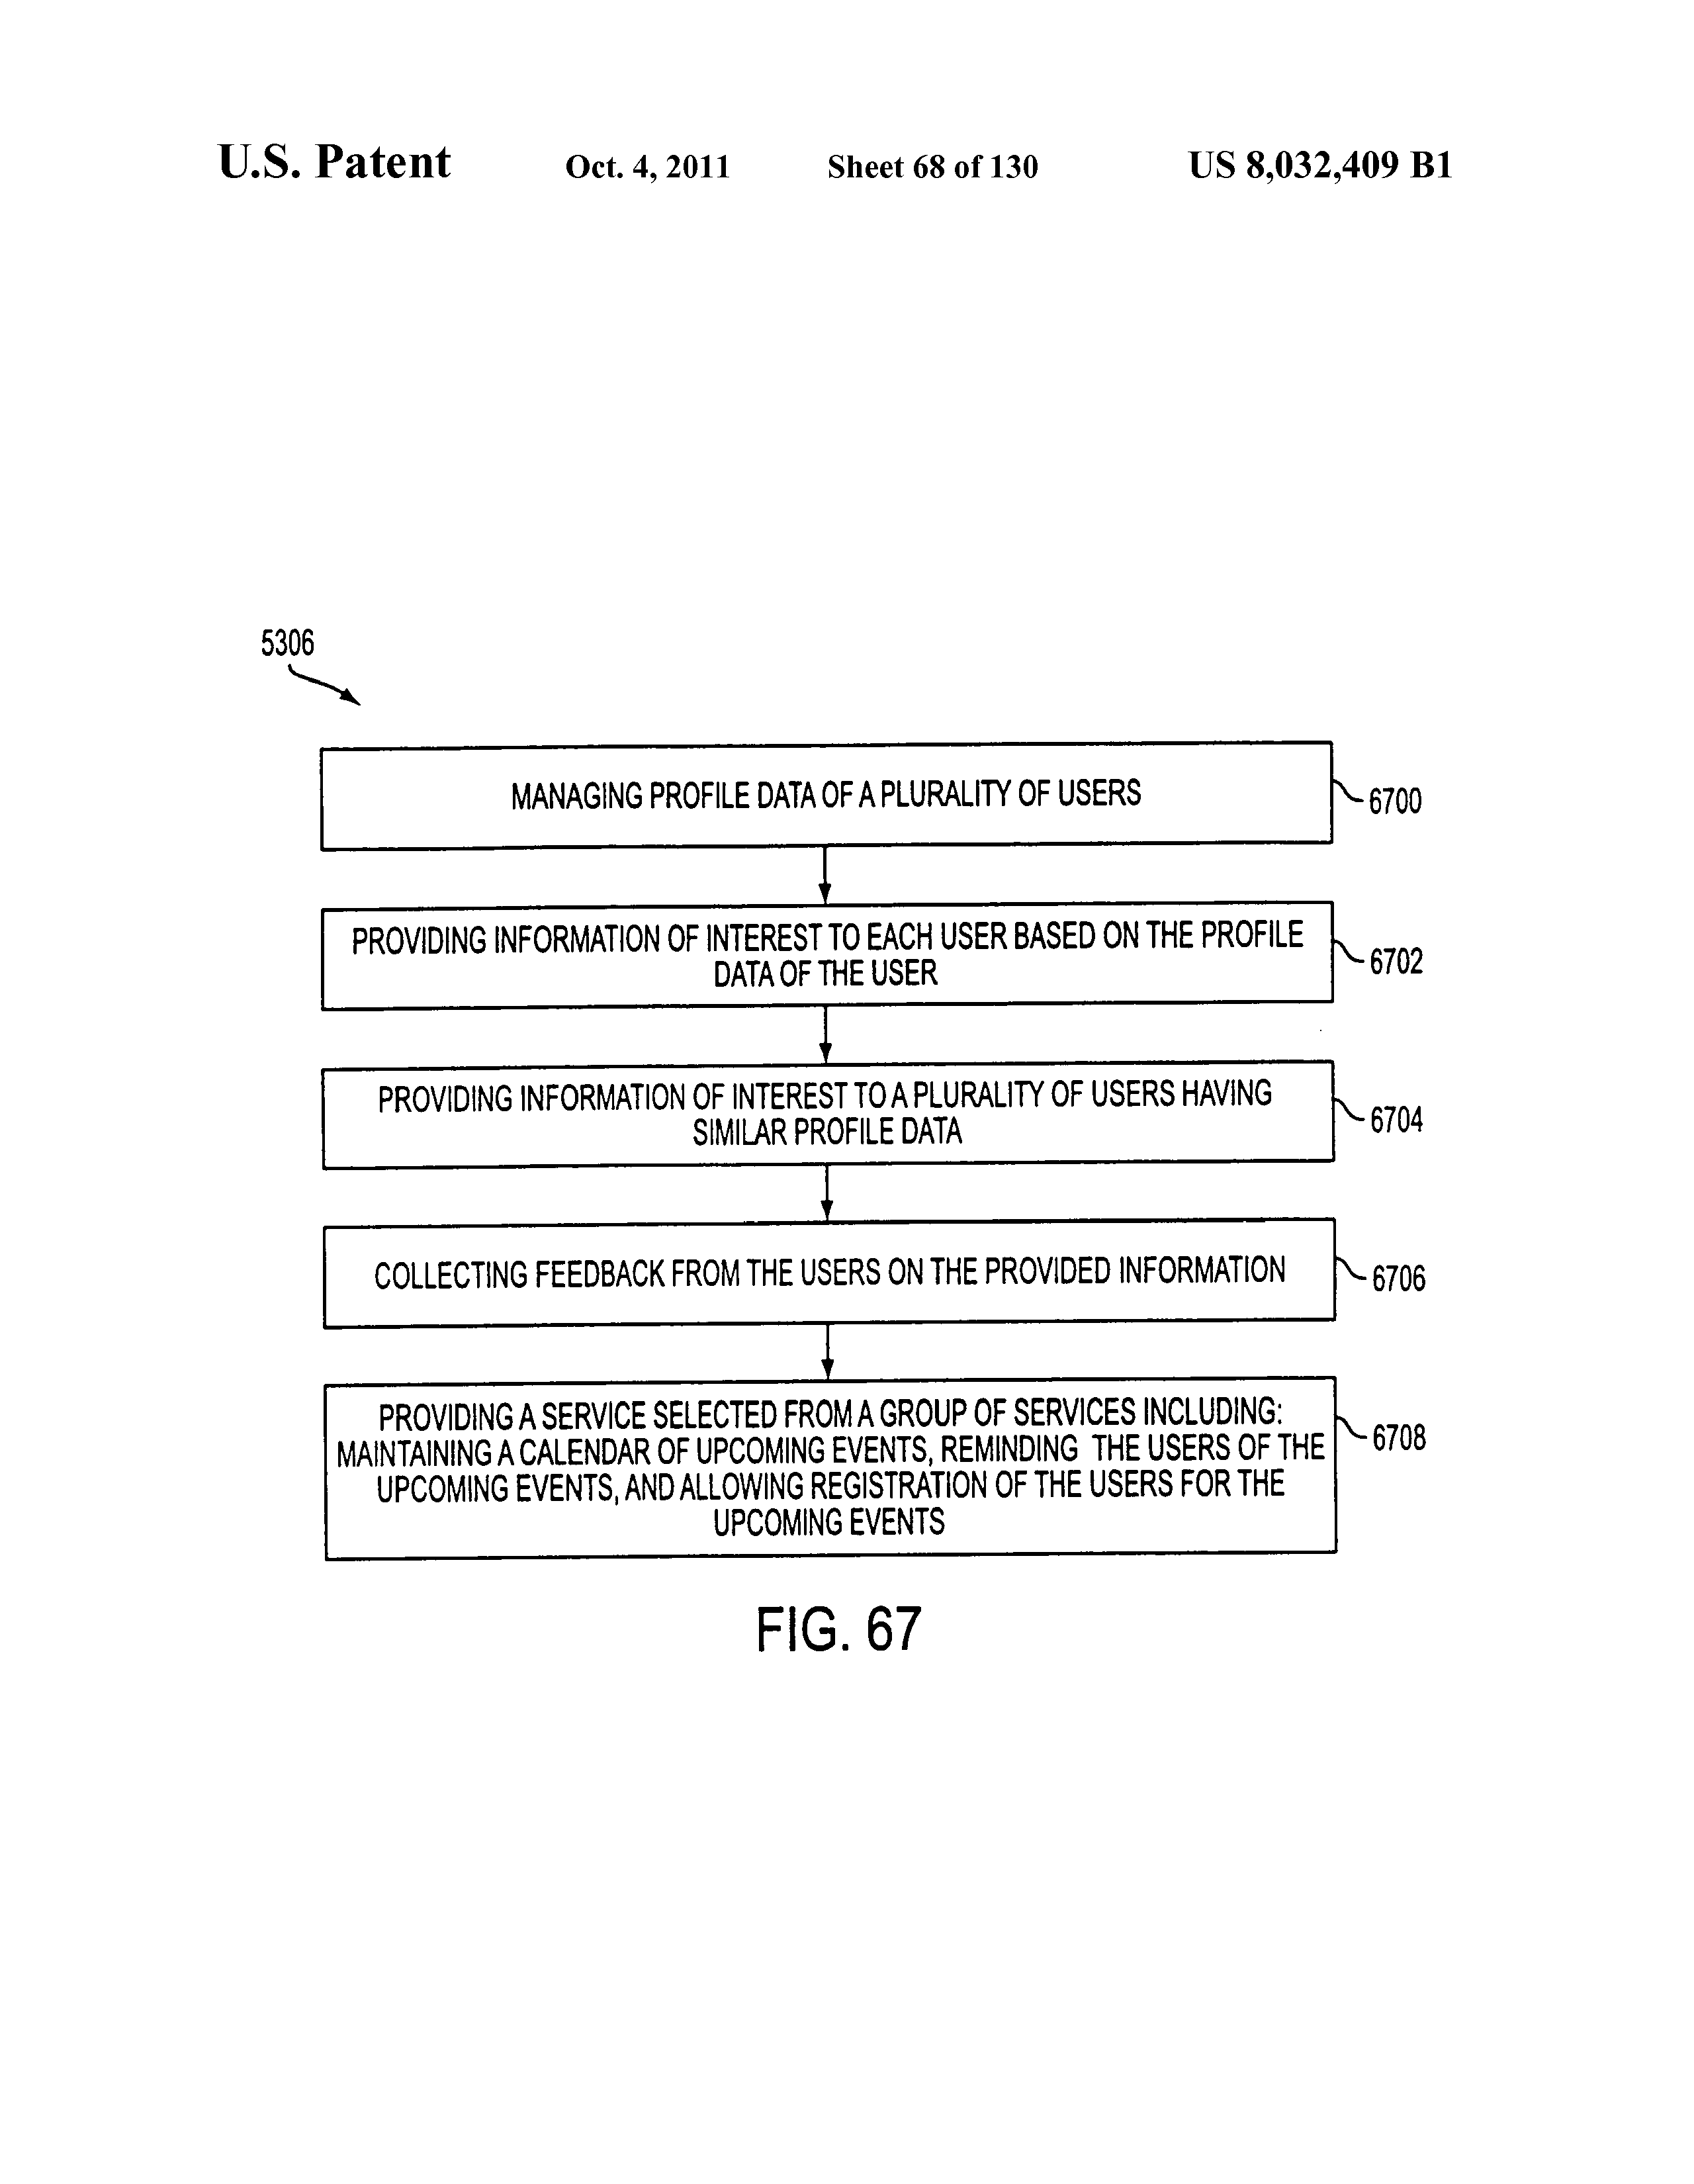 U.S. Patent Oct. 4, 2011 Sheet 68 of 130 US 8,032,409 B1
5306
MANAGING PROFILE DATA OF A PLURALITY OF USERS
6700
PROVIDING INFORMATION OF INTEREST TO EACH USER BASED ON THE PROFILE
DATA OF THE USER
6702
PROVIDING INFORMATION OF INTEREST TO A PLURALITY OF USERS HAVING
SIMILAR PROFILE DATA
6704
COLLECTING FEEDBACK FROM THE USERS ON THE PROVIDED INFORMATION
6706
PROVIDING A SERVICE SELECTED FROM A GROUP OF SERVICES INCLUDING:
MAINTAINING A CALENDAR OF UPCOMING EVENTS, REMINDING THE USERS OF THE
UPCOMING EVENTS, AND ALLOWING REGISTRATION OF THE USERS FOR THE
UPCOMING EVENTS
6708
FIG. 67